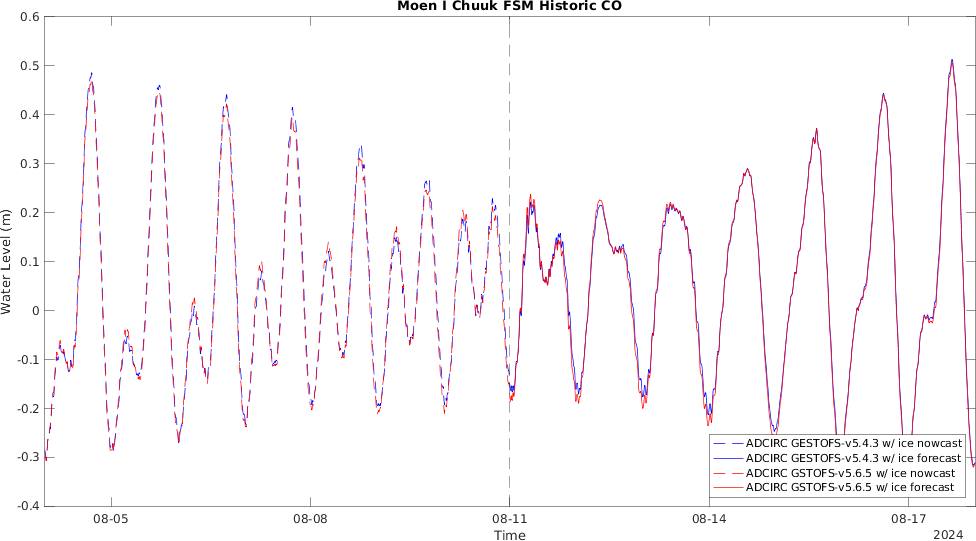 Moen I Chuuk FSM Historic CO
0.6
0.5
0.4
0.3
0.2
0.1
0
-0.1
-0.2
-0.3
-0.4
Water Level (m)
ADCIRC GESTOFS-v5.4.3 w/ ice nowcast
ADCIRC GESTOFS-v5.4.3 w/ ice forecast
ADCIRC GSTOFS-v5.6.5 w/ ice nowcast
ADCIRC GSTOFS-v5.6.5 w/ ice forecast
08-05 08-08 08-11 08-14 08-17
Time
2024